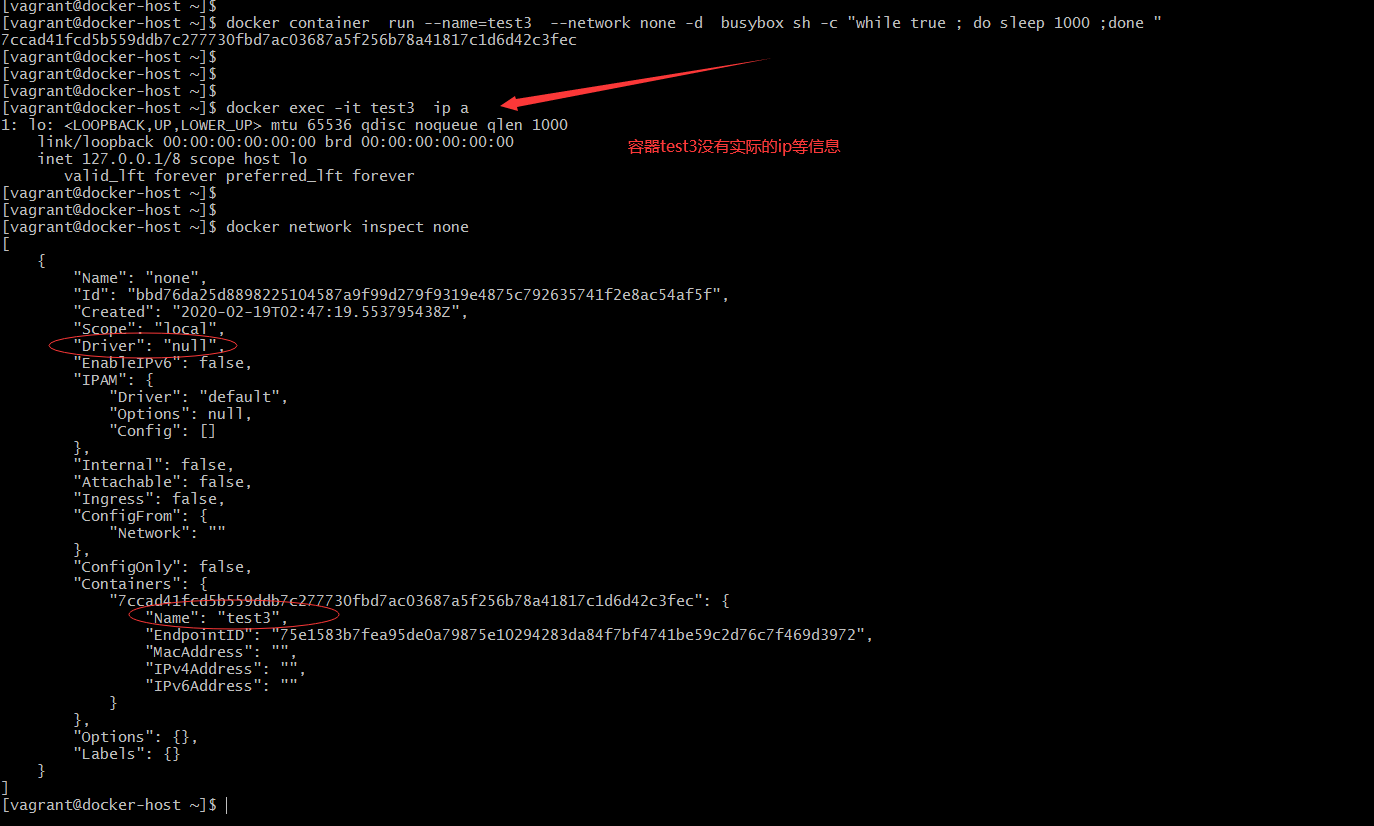 [vagrant@docker-host ~]$
[vagrant@docker-host ~]$ docker container  run --name=test3  --network none -d  busybox sh -c "while true ; do sleep 1000 ;done "
7ccad41fcd5b559ddb7c277730fbd7ac03687a5f256b78a41817c1d6d42c3fec
[vagrant@docker-host ~]$
[vagrant@docker-host ~]$
[vagrant@docker-host ~]$
[vagrant@docker-host ~]$ docker exec -it test3  ip a
1: lo: <LOOPBACK,UP,LOWER_UP> mtu 65536 qdisc noqueue qlen 1000
    link/loopback 00:00:00:00:00:00 brd 00:00:00:00:00:00
容器test3没有实际的ip等信息
    inet 127.0.0.1/8 scope host lo
       valid_lft forever preferred_lft forever
[vagrant@docker-host ~]$
[vagrant@docker-host ~]$
[vagrant@docker-host ~]$ docker network inspect none
[
    {
        "Name": "none",
        "Id": "bbd76da25d8898225104587a9f99d279f9319e4875c792635741f2e8ac54af5f",
        "Created": "2020-02-19T02:47:19.553795438Z",
        "Scope": "local",
        "Driver": "null",
        "EnableIPv6": false,
        "IPAM": {
            "Driver": "default",
            "Options": null,
            "Config": []
        },
        "Internal": false,
        "Attachable": false,
        "Ingress": false,
        "ConfigFrom": {
            "Network": ""
        },
        "ConfigOnly": false,
        "Containers": {
            "7ccad41fcd5b559ddb7c277730fbd7ac03687a5f256b78a41817c1d6d42c3fec": {
                "Name": "test3",
                "EndpointID": "75e1583b7fea95de0a79875e10294283da84f7bf4741be59c2d76c7f469d3972",
                "MacAddress": "",
                "IPv4Address": "",
                "IPv6Address": ""
            }
        },
        "Options": {},
        "Labels": {}
    }
]
[vagrant@docker-host ~]$